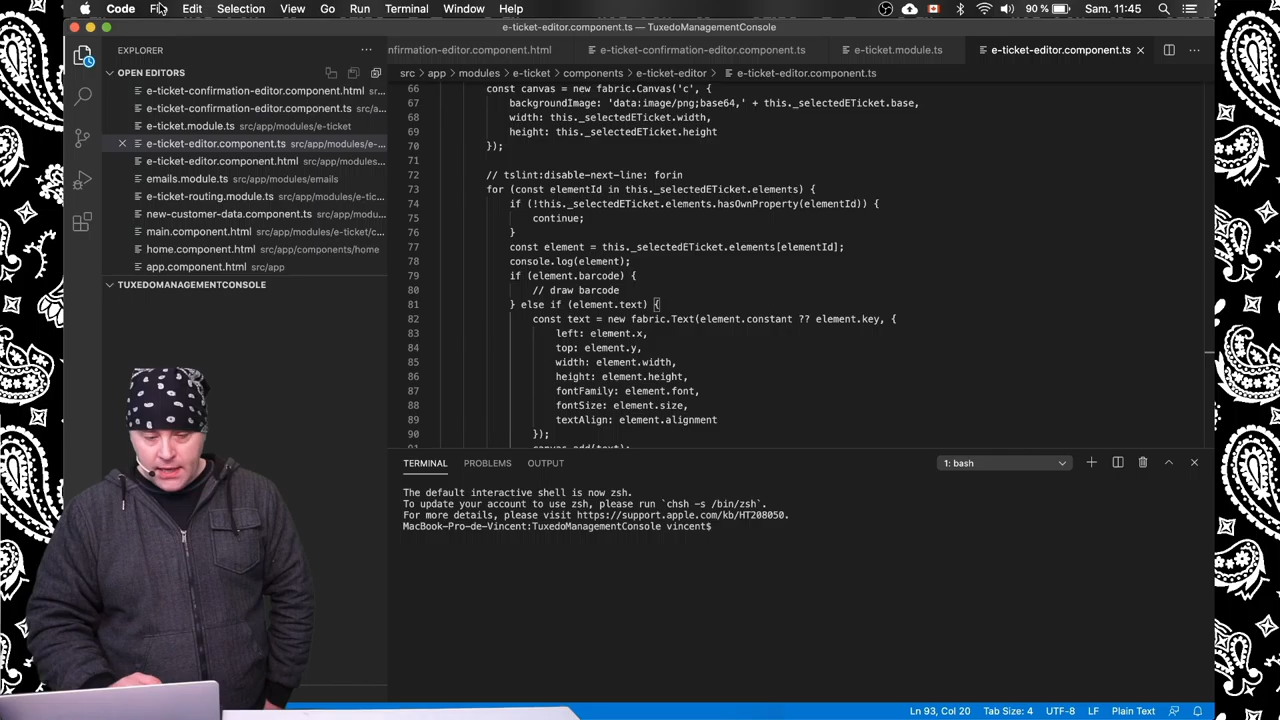 Code Edit Selection View Go Run Terminal Window Help 90 % Sam. 11:45
e-ticket-editor.component.ts — TuxedoManagementConsole
EXPLORER
nfirmation-editor.component.html e-ticket-confirmation-editor.component.ts e-ticket.module.ts e-ticket-editor.component.ts
OPEN EDITORS
src > app > modules > e-ticket > components > e-ticket-editor > e-ticket-editor.component.ts
e-ticket-confirmation-editor.component.html
e-ticket-confirmation-editor.component.ts
e-ticket.module.ts src/app/modules/e-ticket
e-ticket-editor.component.ts src/app/modules/e-...
e-ticket-editor.component.html src/app/modules...
emails.module.ts src/app/modules/emails
e-ticket-routing.module.ts src/app/modules/e-tic...
new-customer-data.component.ts src/app/modu...
main.component.html src/app/modules/e-ticket/c...
home.component.html src/app/components/home
app.component.html src/app
TUXEDOMANAGEMENTCONSOLE
66 const canvas = new fabric.Canvas('c', {
67 backgroundImage: 'data:image/png;base64,' + this._selectedETicket.base,
68 width: this._selectedETicket.width,
69 height: this._selectedETicket.height
70 });
71
72 // tslint:disable-next-line: forin
73 for (const elementId in this._selectedETicket.elements) {
74 if (!this._selectedETicket.elements.hasOwnProperty(elementId)) {
75 continue;
76 }
77 const element = this._selectedETicket.elements[elementId];
78 console.log(element);
79 if (element.barcode) {
80 // draw barcode
81 } else if (element.text) {
82 const text = new fabric.Text(element.constant ?? element.key, {
83 left: element.x,
84 top: element.y,
85 width: element.width,
86 height: element.height,
87 fontFamily: element.font,
88 fontSize: element.size,
89 textAlign: element.alignment
90 });
91 canvas.add(text);
TERMINAL PROBLEMS OUTPUT 1: bash
The default interactive shell is now zsh.
To update your account to use zsh, please run `chsh -s /bin/zsh`.
For more details, please visit https://support.apple.com/kb/HT208050.
MacBook-Pro-de-Vincent:TuxedoManagementConsole vincent$
Ln 93, Col 20 Tab Size: 4 UTF-8 LF Plain Text